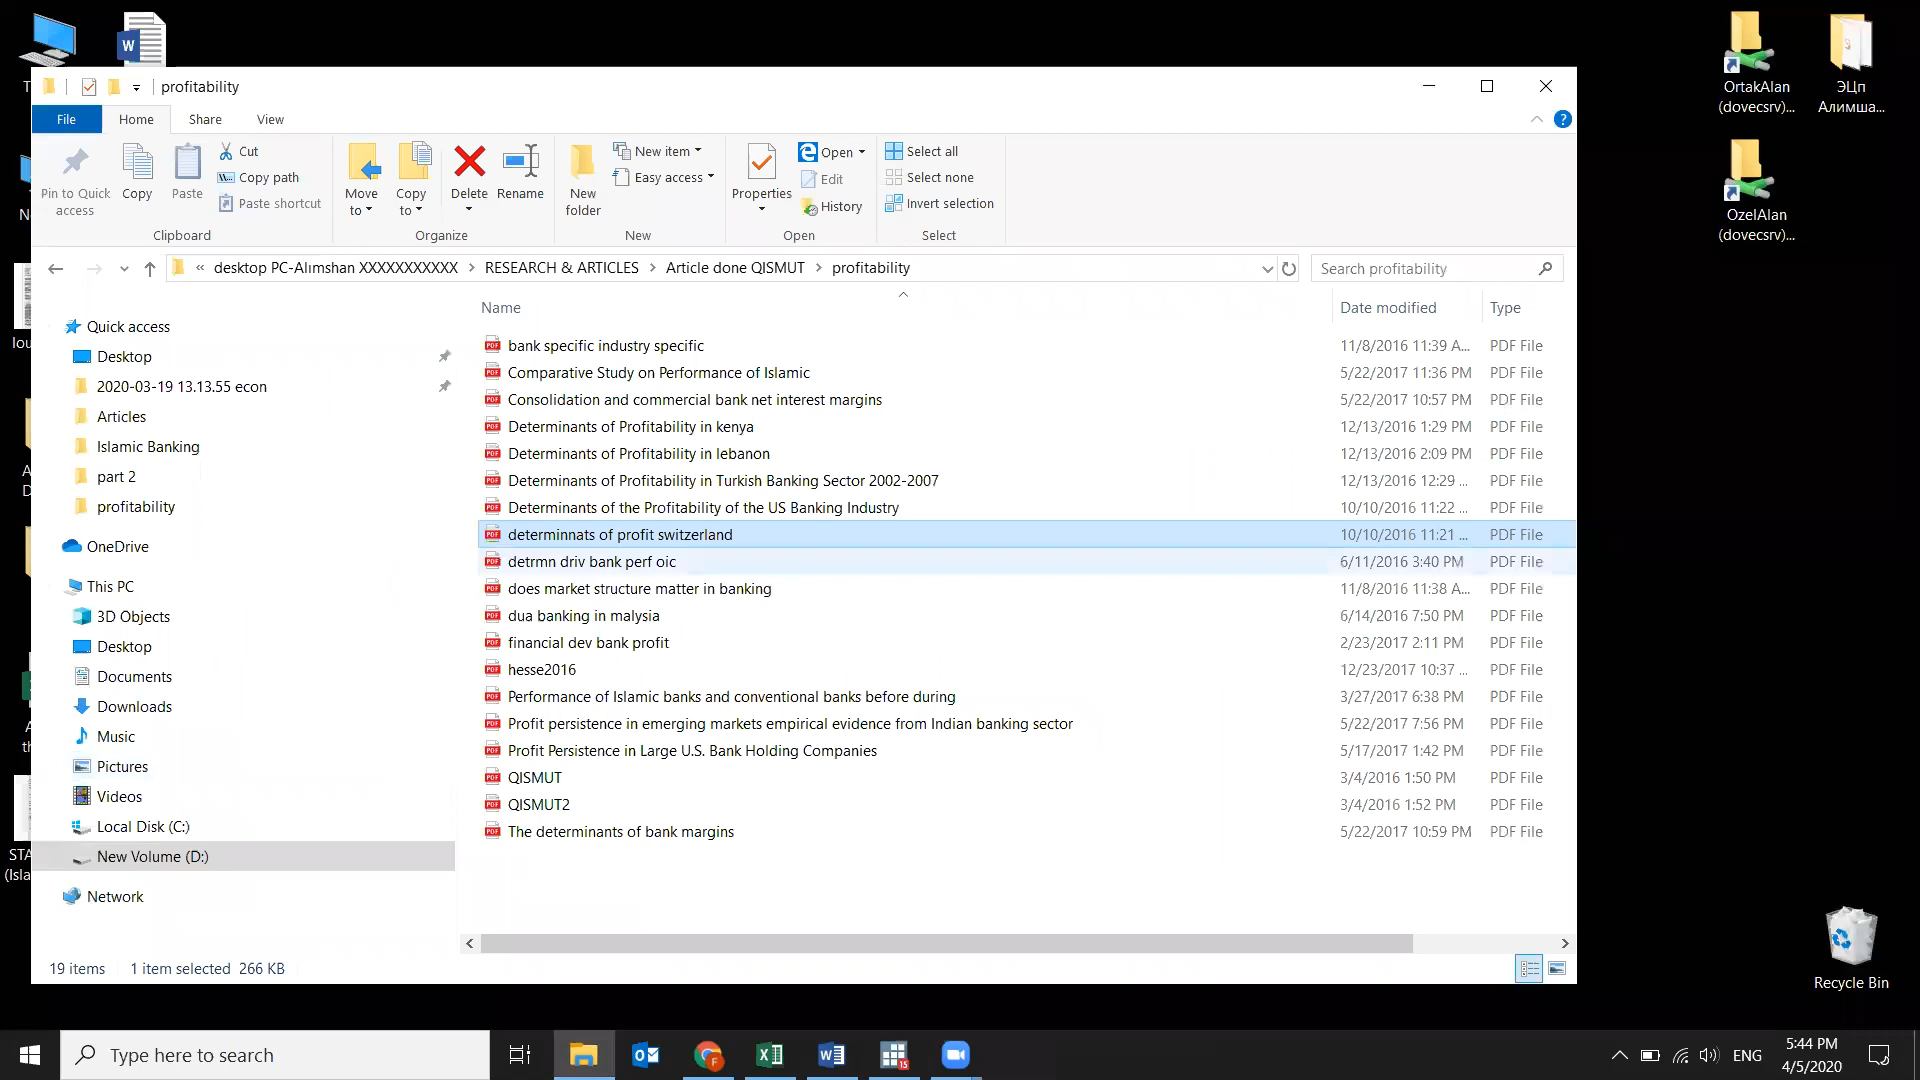 profitability
File Home Share View
Pin to Quick access
Copy
Paste
Cut
Copy path
Paste shortcut
Clipboard
Move to
Copy to
Delete
Rename
Organize
New folder
New item
Easy access
New
Properties
Open
Edit
History
Open
Select all
Select none
Invert selection
Select
« desktop PC-Alımshan XXXXXXXXXXX > RESEARCH & ARTICLES > Article done QISMUT > profitability
Search profitability
Quick access
Desktop
2020-03-19 13.13.55 econ
Articles
Islamic Banking
part 2
profitability
OneDrive
This PC
3D Objects
Desktop
Documents
Downloads
Music
Pictures
Videos
Local Disk (C:)
New Volume (D:)
Network
Name Date modified Type
bank specific industry specific 11/8/2016 11:39 A... PDF File
Comparative Study on Performance of Islamic 5/22/2017 11:36 PM PDF File
Consolidation and commercial bank net interest margins 5/22/2017 10:57 PM PDF File
Determinants of Profitability in kenya 12/13/2016 1:29 PM PDF File
Determinants of Profitability in lebanon 12/13/2016 2:09 PM PDF File
Determinants of Profitability in Turkish Banking Sector 2002-2007 12/13/2016 12:29 ... PDF File
Determinants of the Profitability of the US Banking Industry 10/10/2016 11:22 ... PDF File
determinnats of profit switzerland 10/10/2016 11:21 ... PDF File
detrmn driv bank perf oic 6/11/2016 3:40 PM PDF File
does market structure matter in banking 11/8/2016 11:38 A... PDF File
dua banking in malysia 6/14/2016 7:50 PM PDF File
financial dev bank profit 2/23/2017 2:11 PM PDF File
hesse2016 12/23/2017 10:37 ... PDF File
Performance of Islamic banks and conventional banks before during 3/27/2017 6:38 PM PDF File
Profit persistence in emerging markets empirical evidence from Indian banking sector 5/22/2017 7:56 PM PDF File
Profit Persistence in Large U.S. Bank Holding Companies 5/17/2017 1:42 PM PDF File
QISMUT 3/4/2016 1:50 PM PDF File
QISMUT2 3/4/2016 1:52 PM PDF File
The determinants of bank margins 5/22/2017 10:59 PM PDF File
19 items 1 item selected 266 KB
OrtakAlan
(dovecsrv)...
ЭЦп
Алимша...
OzelAlan
(dovecsrv)...
Recycle Bin
Type here to search
ENG
5:44 PM
4/5/2020